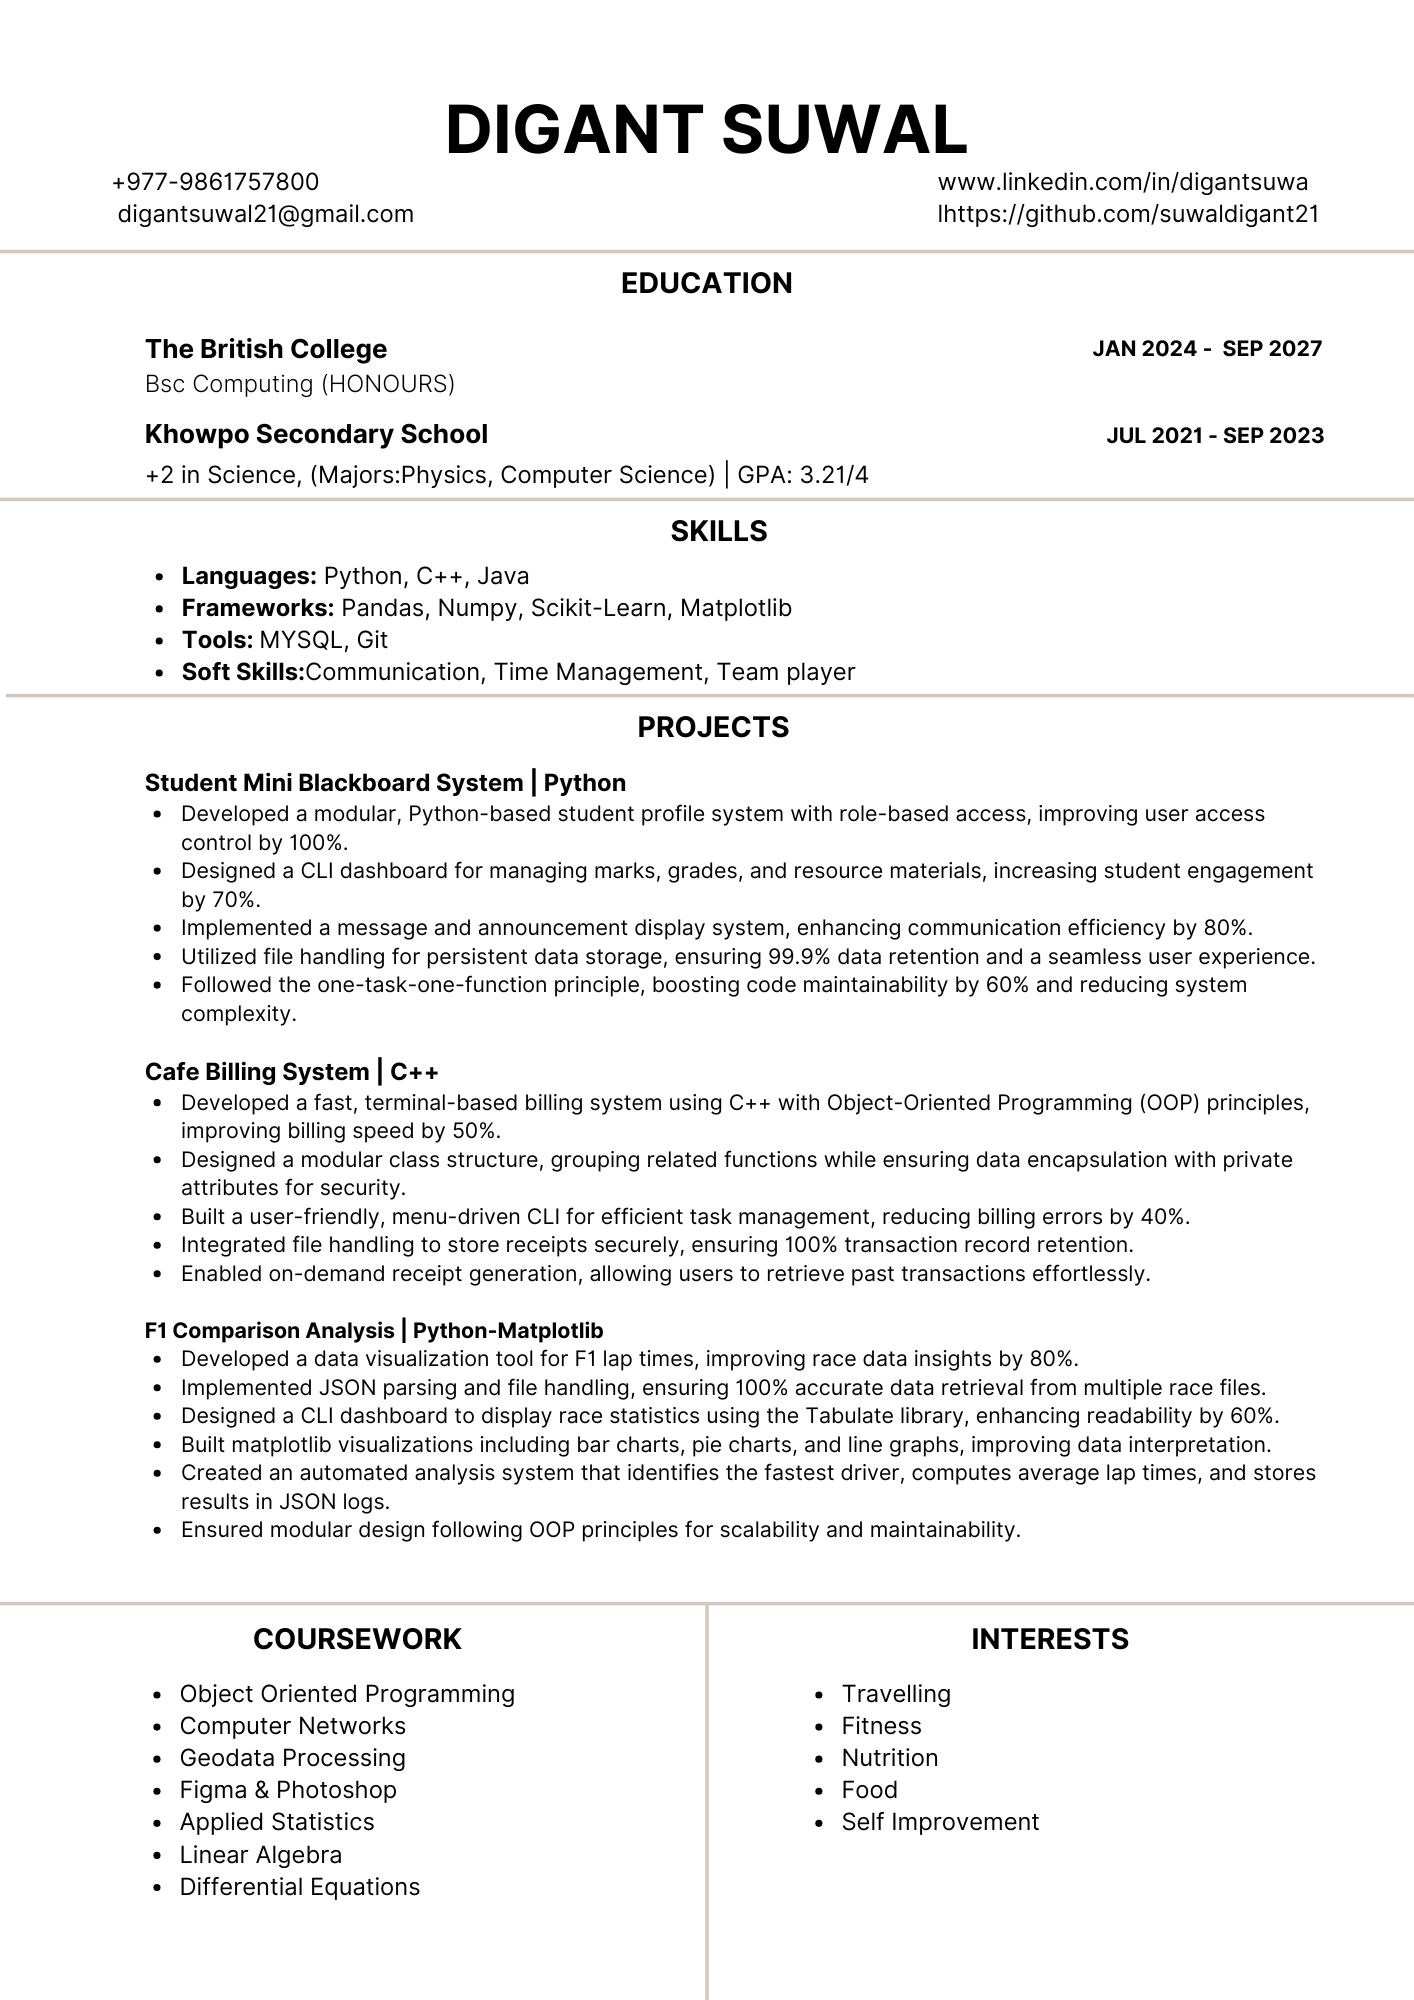 DIGANT SUWAL
+977-9861757800
digantsuwal21@gmail.com
www.linkedin.com/in/digantsuwa
lhttps://github.com/suwaldigant21
EDUCATION
The British College
JAN 2024 - SEP 2027
Bsc Computing (HONOURS)
Khowpo Secondary School
JUL 2021 - SEP 2023
+2 in Science, (Majors:Physics, Computer Science) | GPA: 3.21/4
SKILLS
• Languages: Python, C++, Java
• Frameworks: Pandas, Numpy, Scikit-Learn, Matplotlib
• Tools: MYSQL, Git
• Soft Skills:Communication, Time Management, Team player
PROJECTS
Student Mini Blackboard System | Python
• Developed a modular, Python-based student profile system with role-based access, improving user access
control by 100%.
• Designed a CLI dashboard for managing marks, grades, and resource materials, increasing student engagement
by 70%.
• Implemented a message and announcement display system, enhancing communication efficiency by 80%.
• Utilized file handling for persistent data storage, ensuring 99.9% data retention and a seamless user experience.
• Followed the one-task-one-function principle, boosting code maintainability by 60% and reducing system
complexity.
Cafe Billing System | C++
• Developed a fast, terminal-based billing system using C++ with Object-Oriented Programming (OOP) principles,
improving billing speed by 50%.
• Designed a modular class structure, grouping related functions while ensuring data encapsulation with private
attributes for security.
• Built a user-friendly, menu-driven CLI for efficient task management, reducing billing errors by 40%.
• Integrated file handling to store receipts securely, ensuring 100% transaction record retention.
• Enabled on-demand receipt generation, allowing users to retrieve past transactions effortlessly.
F1 Comparison Analysis | Python-Matplotlib
• Developed a data visualization tool for F1 lap times, improving race data insights by 80%.
• Implemented JSON parsing and file handling, ensuring 100% accurate data retrieval from multiple race files.
• Designed a CLI dashboard to display race statistics using the Tabulate library, enhancing readability by 60%.
• Built matplotlib visualizations including bar charts, pie charts, and line graphs, improving data interpretation.
• Created an automated analysis system that identifies the fastest driver, computes average lap times, and stores
results in JSON logs.
• Ensured modular design following OOP principles for scalability and maintainability.
COURSEWORK
• Object Oriented Programming
• Computer Networks
• Geodata Processing
• Figma & Photoshop
• Applied Statistics
• Linear Algebra
• Differential Equations
INTERESTS
• Travelling
• Fitness
• Nutrition
• Food
• Self Improvement